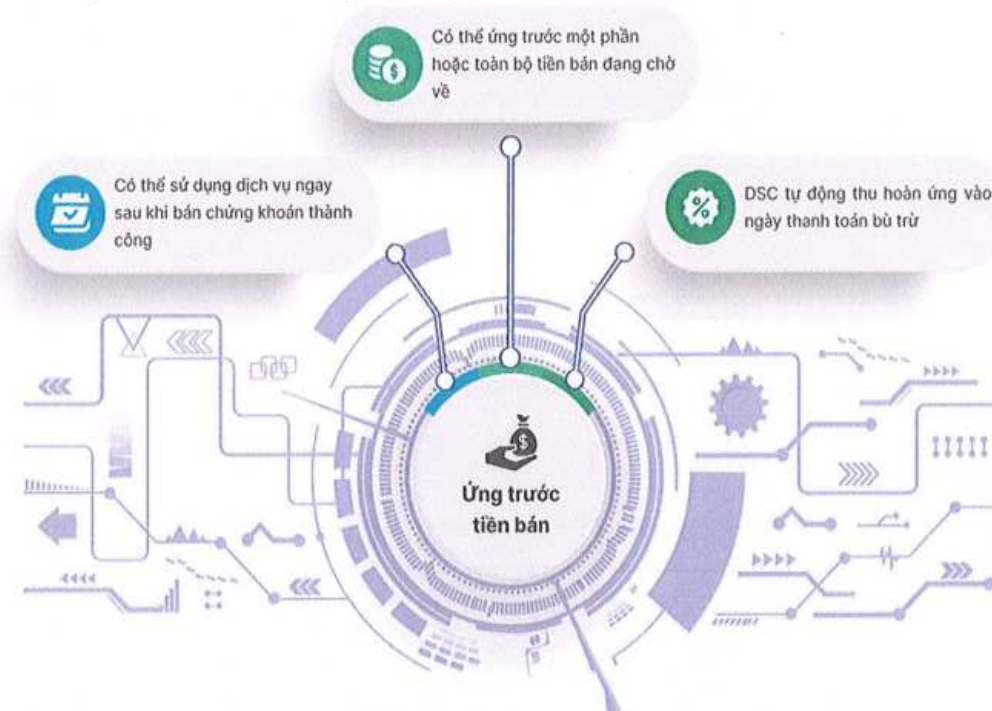 Có thể ứng trước một phần
hoặc toàn bộ tiền bán đang chờ
về
Có thể sử dụng dịch vụ ngay
sau khi bán chứng khoán thành
công
DSC tự động thu hoàn ứng vào
ngày thanh toán bù trừ
Ứng trước
tiền bán